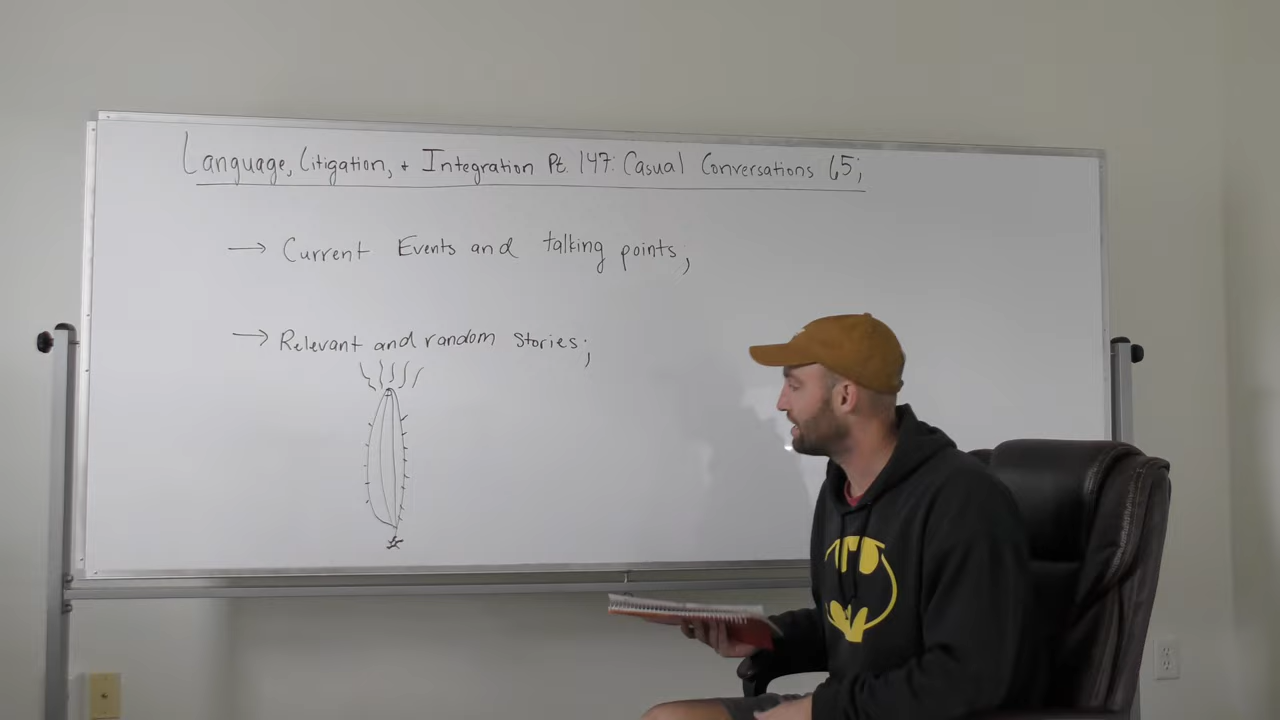 Language, Litigation, + Integration Pt. 147: Casual Conversations 65;
→ Current Events and talking points;
→ Relevant and random stories;